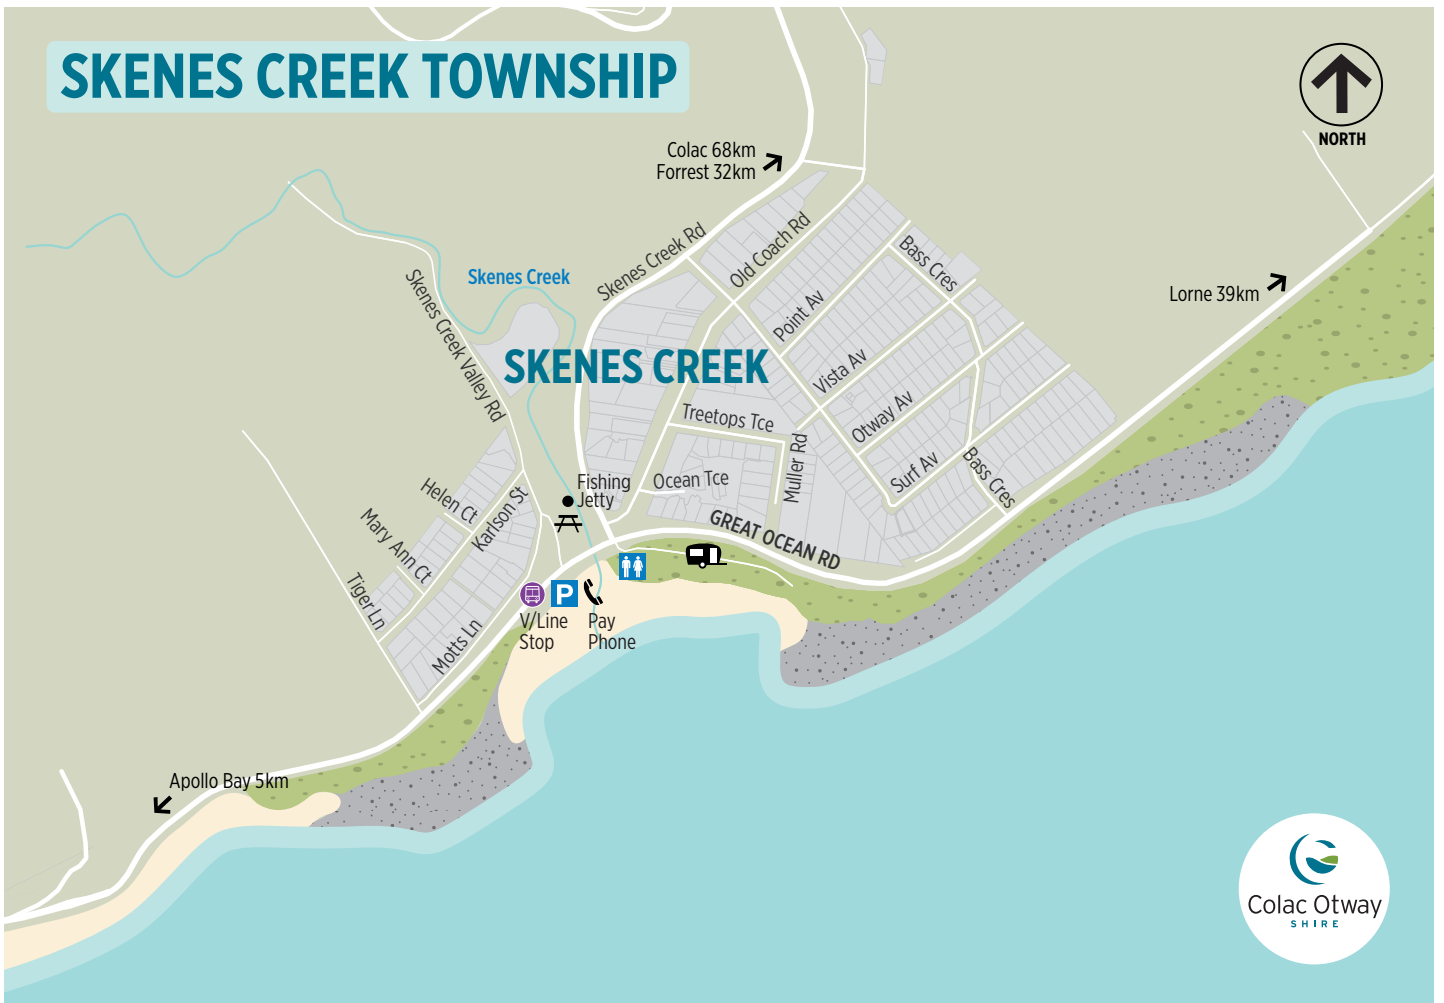 SKENES CREEK TOWNSHIP
NORTH
Colac 68km
Forrest 32km
Skenes Creek Rd
Old Coach Rd
Bass Cres
Skenes Creek
Lorne 39km
Skenes Creek Valley Rd
Point Av
SKENES CREEK
Vista Av
Otway Av
Treetops Tce
Muller Rd
Surf Av
Bass Cres
Fishing
Jetty
Ocean Tce
Helen Ct
Karlson St
Mary Ann Ct
GREAT OCEAN RD
Tiger Ln
P
V/Line
Stop
Pay
Phone
Motts Ln
Apollo Bay 5km
Colac Otway
SHIRE